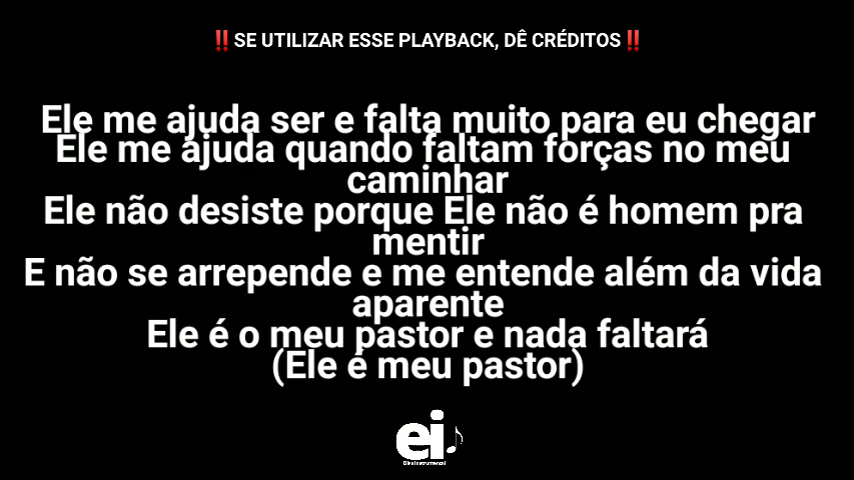 ‼️SE UTILIZAR ESSE PLAYBACK, DÊ CRÉDITOS‼️
Ele me ajuda ser e falta muito para eu chegar
Ele me ajuda quando faltam forças no meu
caminhar
Ele não desiste porque Ele não é homem pra
mentir
E não se arrepende e me entende além da vida
aparente
Ele é o meu pastor e nada faltará
(Ele é meu pastor)
ei